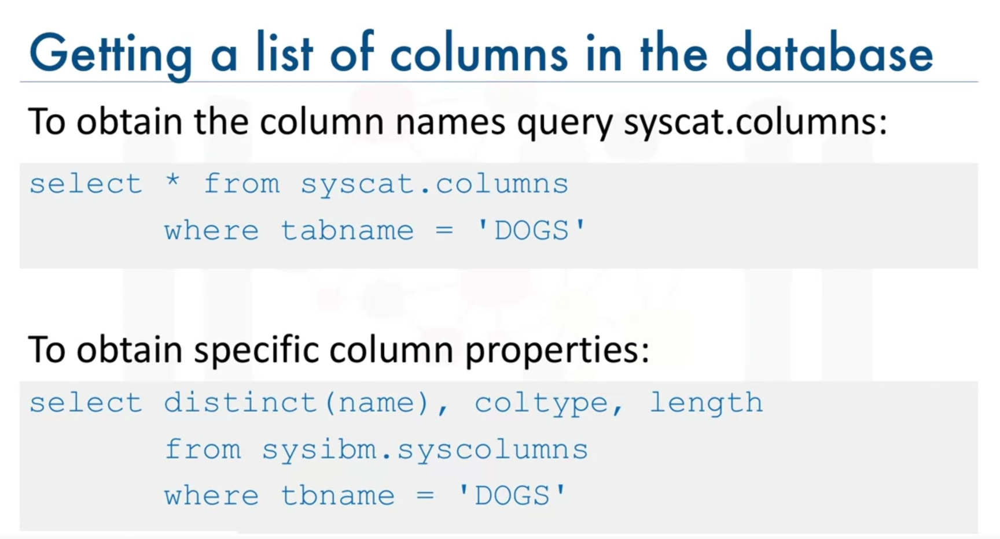 Getting a list of columns in the database
To obtain the column names query syscat.columns:
select * from syscat.columns
where tabname = 'DOGS'
To obtain specific column properties:
select distinct(name), coltype, length
from sysibm.syscolumns
where tbname = 'DOGS'